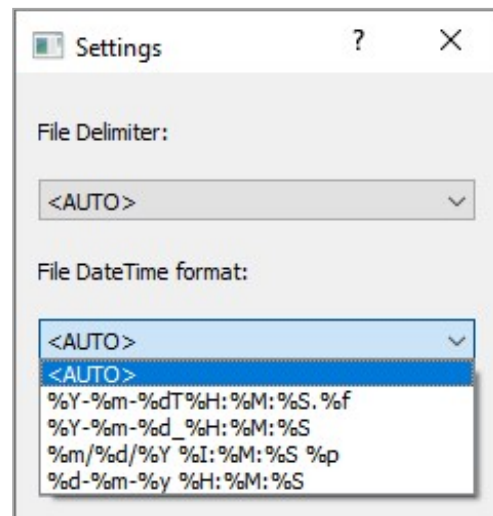 Settings ?
File Delimiter:
<AUTO>
File DateTime format:
<AUTO>
<AUTO>
%Y-%m-%dT%H:%M:%S.%f
%Y-%m-%d_%H:%M:%S
%m/%d/%Y %I:%M:%S %p
%d-%m-%y %H:%M:%S